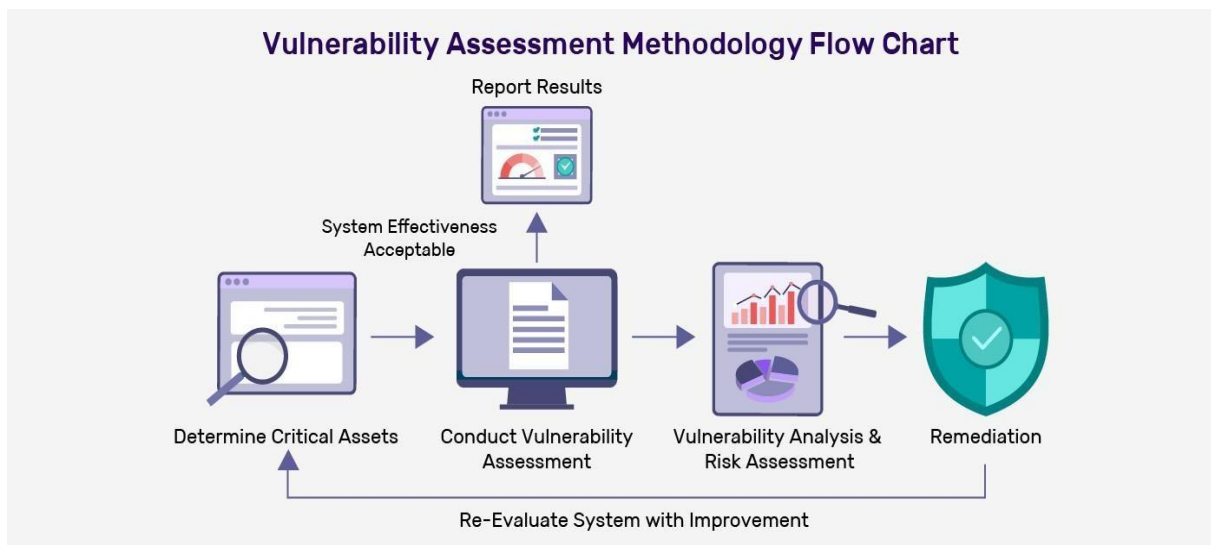 Vulnerability Assessment Methodology Flow Chart
Report Results
System Effectiveness
Acceptable
Determine Critical Assets
Conduct Vulnerability
Assessment
Vulnerability Analysis &
Risk Assessment
Remediation
Re-Evaluate System with Improvement